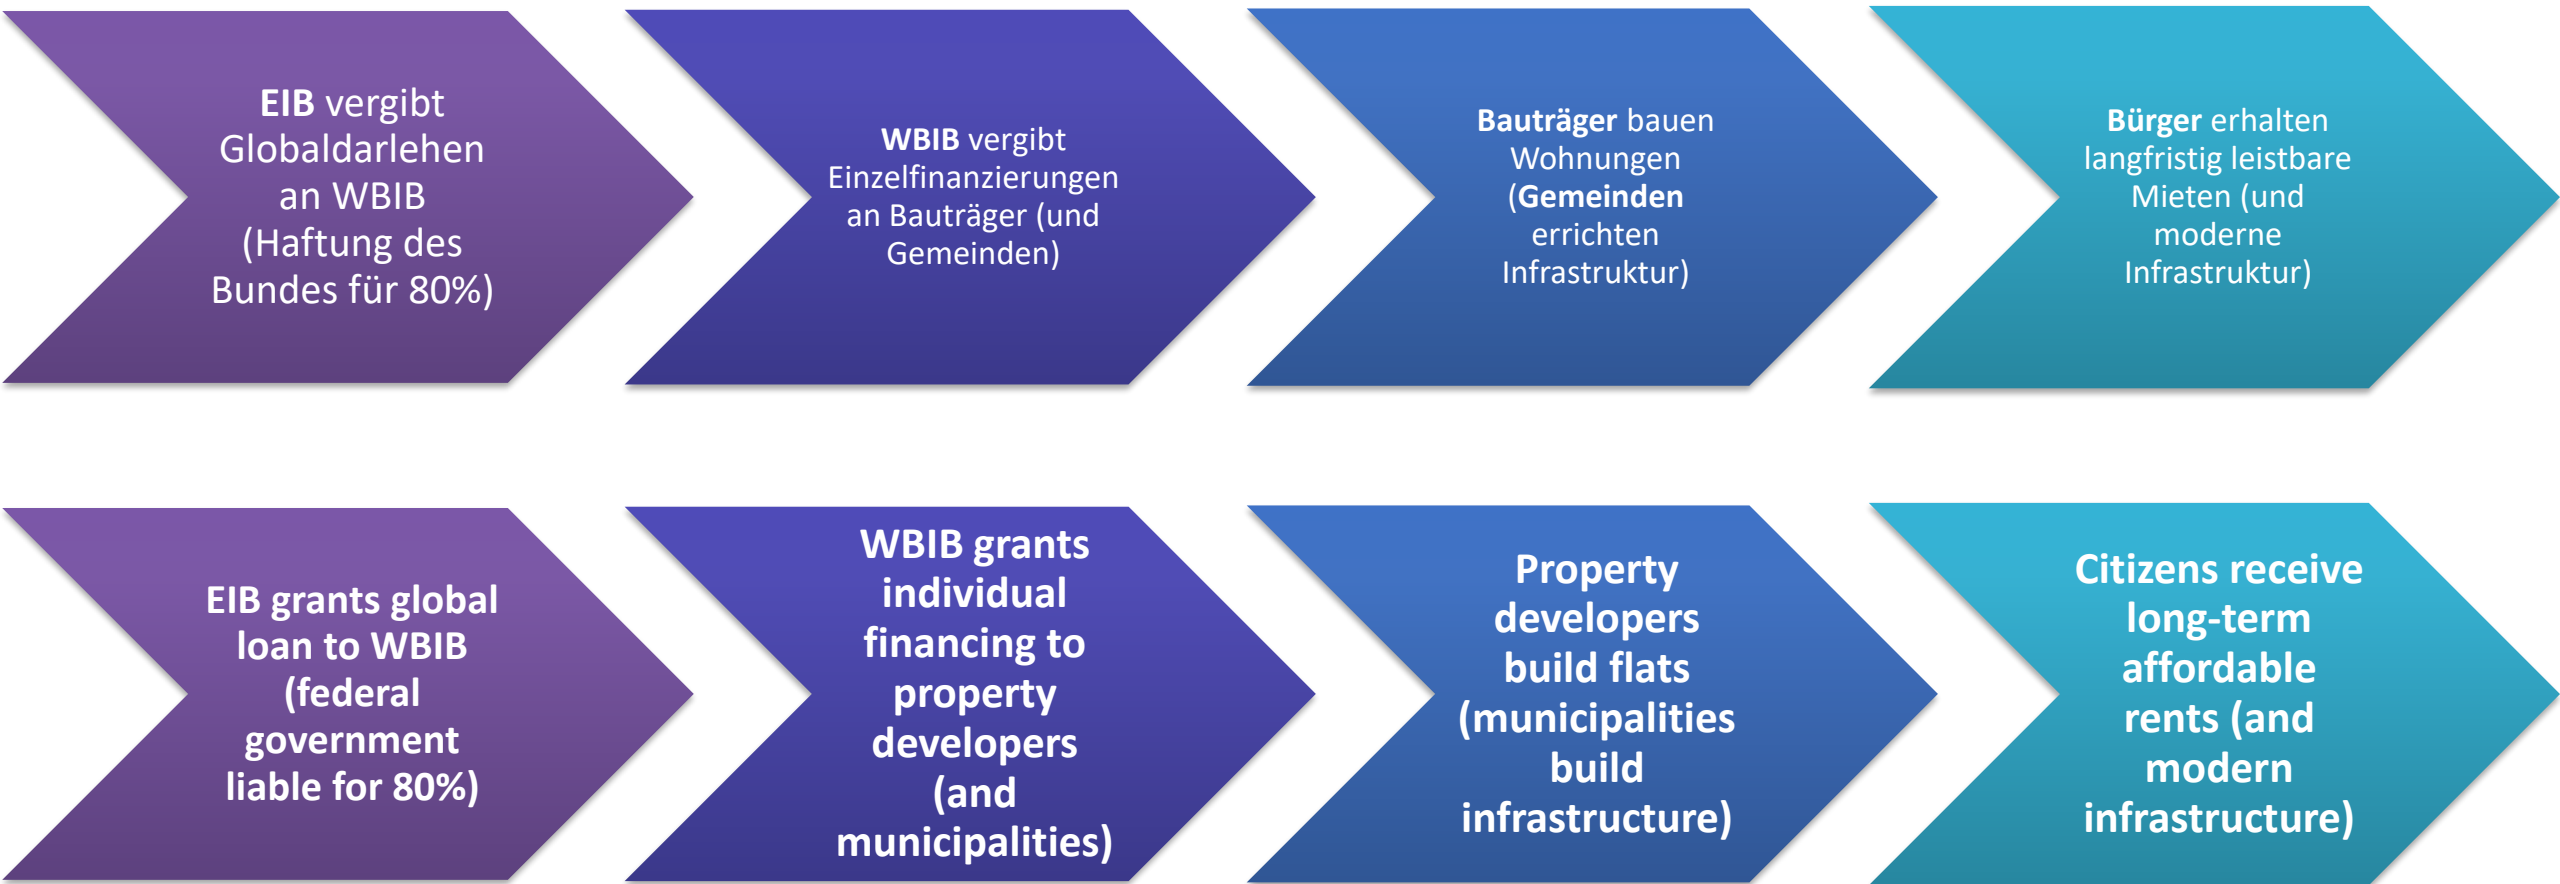 EIB vergibt
Globaldarlehen
an WBIB
(Haftung des
Bundes für 80%)
WBIB vergibt
Einzelfinanzierungen
an Bauträger (und
Gemeinden)
Bauträger bauen
Wohnungen
(Gemeinden
errichten
Infrastruktur)
Bürger erhalten
langfristig leistbare
Mieten (und
moderne
Infrastruktur)
EIB grants global
loan to WBIB
(federal
government
liable for 80%)
WBIB grants
individual
financing to
property
developers
(and
municipalities)
Property
developers
build flats
(municipalities
build
infrastructure)
Citizens receive
long-term
affordable
rents (and
modern
infrastructure)